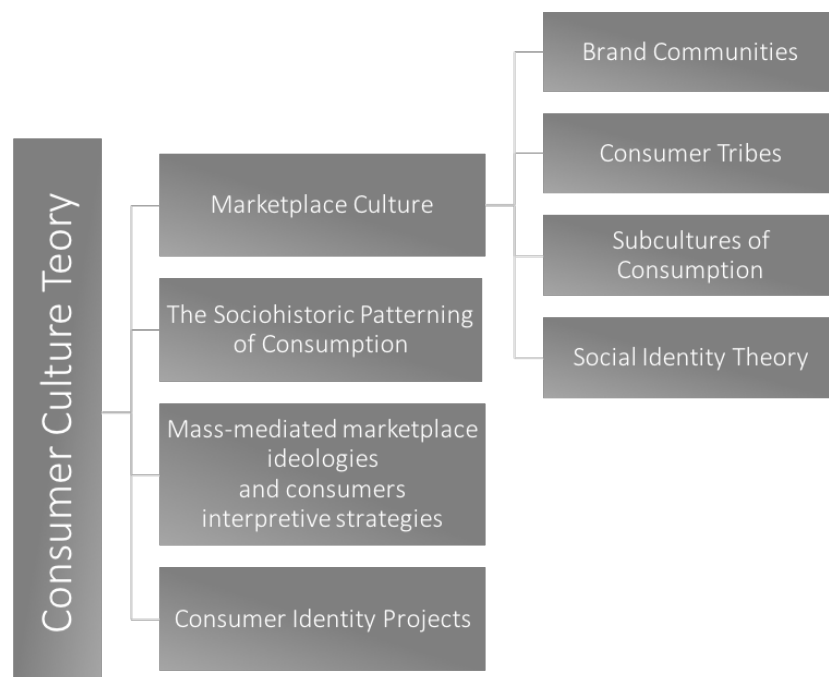 Consumer Culture Teory
Marketplace Culture
The Sociohistoric Patterning
of Consumption
Mass-mediated marketplace
ideologies
and consumers
interpretive strategies
Consumer Identity Projects
Brand Communities
Consumer Tribes
Subcultures of
Consumption
Social Identity Theory